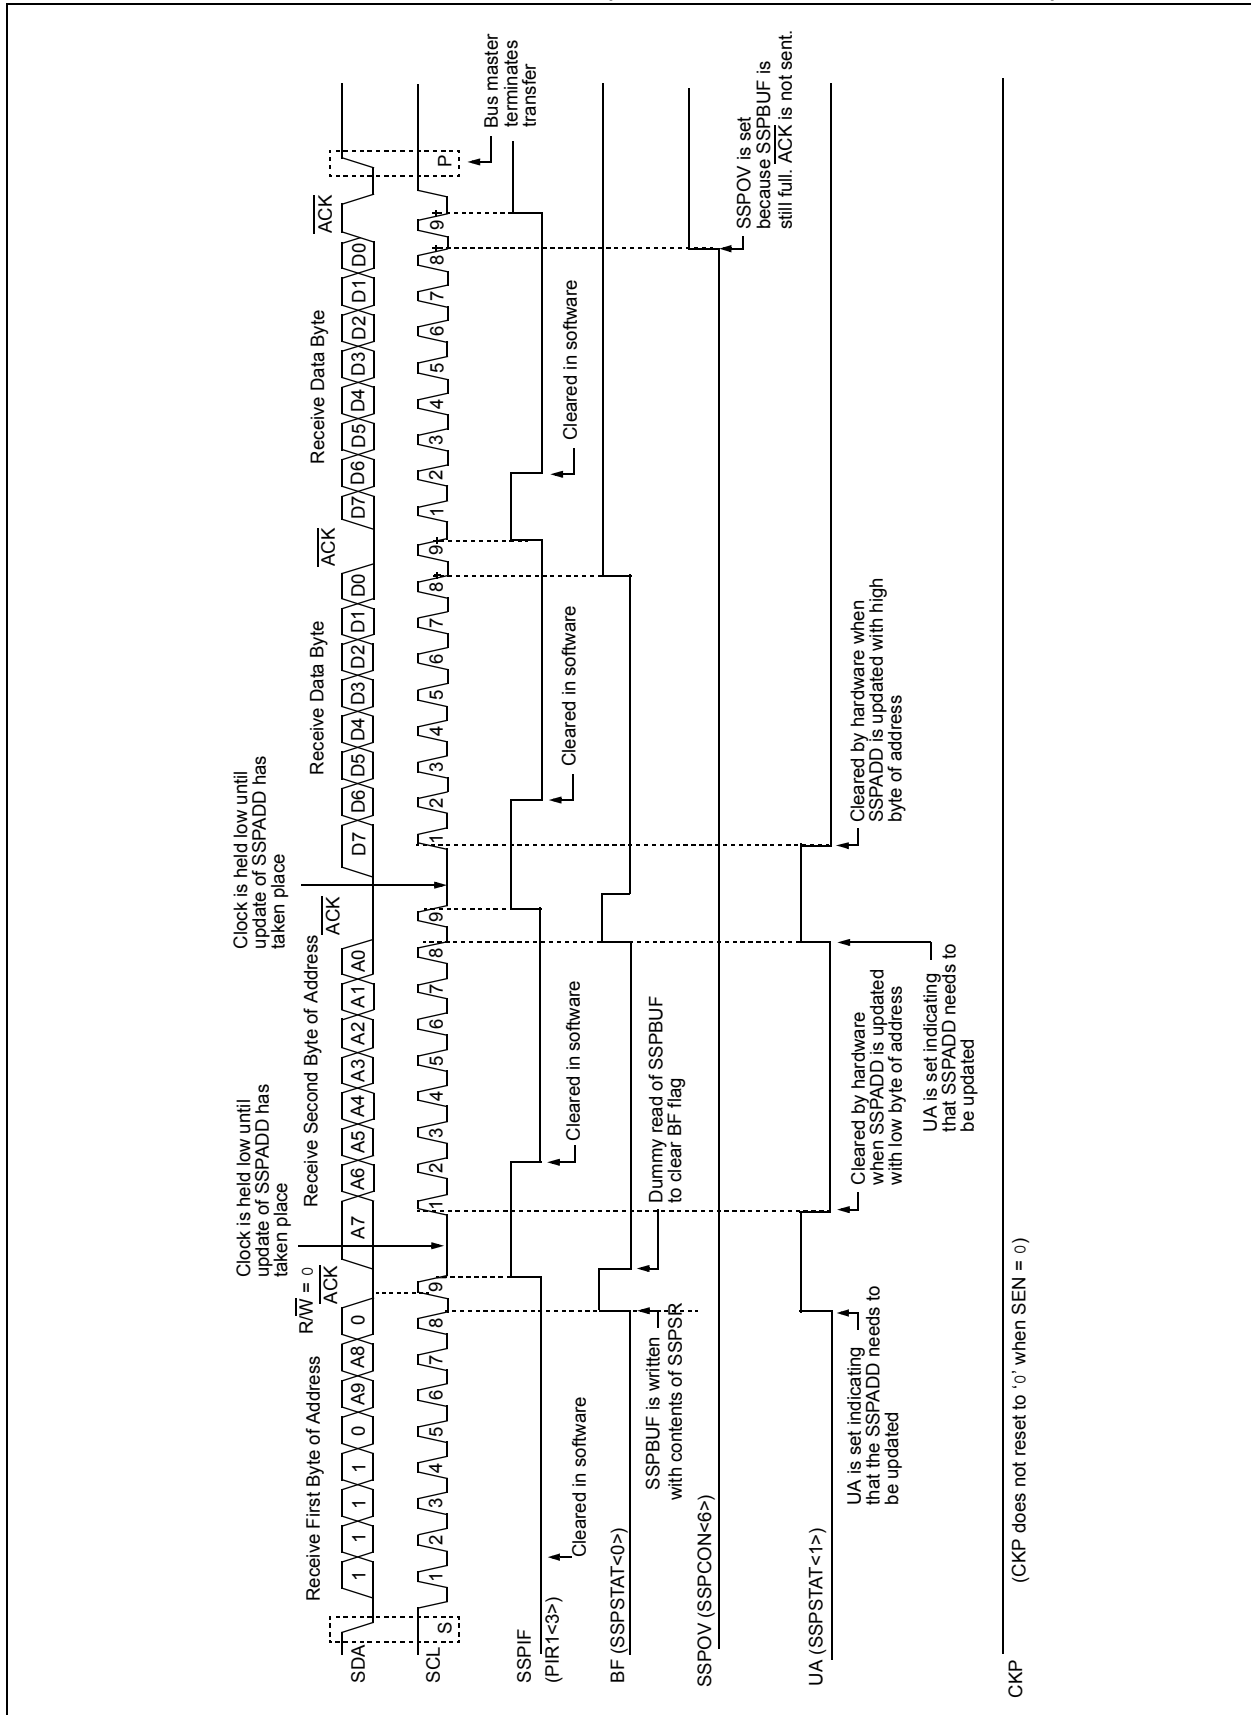 Receive First Byte of Address
R/W = 0
ACK
Clock is held low until
update of SSPADD has
taken place
Receive Second Byte of Address
ACK
Clock is held low until
update of SSPADD has
taken place
Receive Data Byte
ACK
Receive Data Byte
ACK
SDA
1 1 1 1 0 A9 A8 0 A7 A6 A5 A4 A3 A2 A1 A0 D7 D6 D5 D4 D3 D2 D1 D0 D7 D6 D5 D4 D3 D2 D1 D0
SCL
S 1 2 3 4 5 6 7 8 9 1 2 3 4 5 6 7 8 9 1 2 3 4 5 6 7 8 9 1 2 3 4 5 6 7 8 9 P
Bus master
terminates
transfer
SSPIF
(PIR1<3>)
Cleared in software
Cleared in software
Cleared in software
Cleared in software
BF (SSPSTAT<0>)
SSPBUF is written
with contents of SSPSR
Dummy read of SSPBUF
to clear BF flag
SSPOV (SSPCON<6>)
SSPOV is set
because SSPBUF is
still full. ACK is not sent.
UA (SSPSTAT<1>)
UA is set indicating
that the SSPADD needs to
be updated
Cleared by hardware
when SSPADD is updated
with low byte of address
UA is set indicating
that SSPADD needs to
be updated
Cleared by hardware when
SSPADD is updated with high
byte of address
CKP
(CKP does not reset to ‘0’ when SEN = 0)